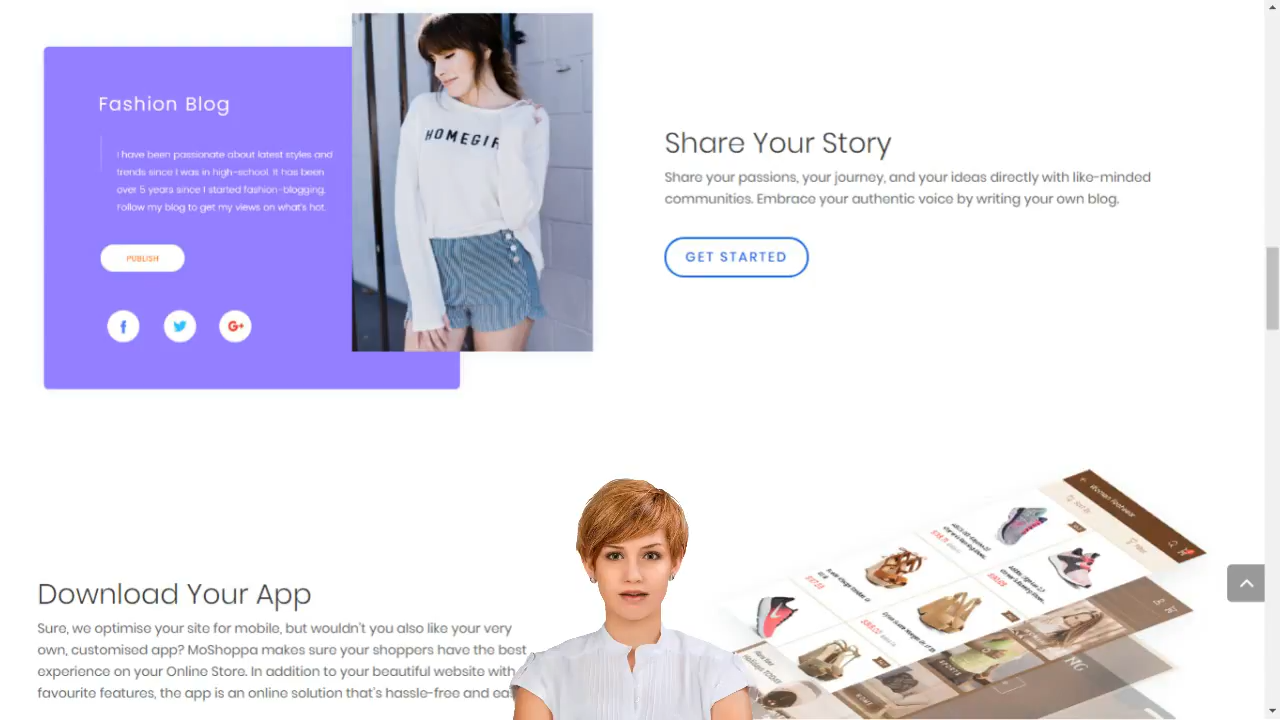 Fashion Blog
I have been passionate about latest styles and
trends since I was in high-school. It has been
over 5 years since I started fashion-blogging.
Follow my blog to get my views on what's hot.
PUBLISH
HOMEGIR
Share Your Story
Share your passions, your journey, and your ideas directly with like-minded
communities. Embrace your authentic voice by writing your own blog.
GET STARTED
Download Your App
Sure, we optimise your site for mobile, but wouldn't you also like your very
own, customised app? MoShoppa makes sure your shoppers have the best
experience on your Online Store. In addition to your beautiful website with
favourite features, the app is an online solution that's hassle-free and
Women Footwear
Sort By
Filter